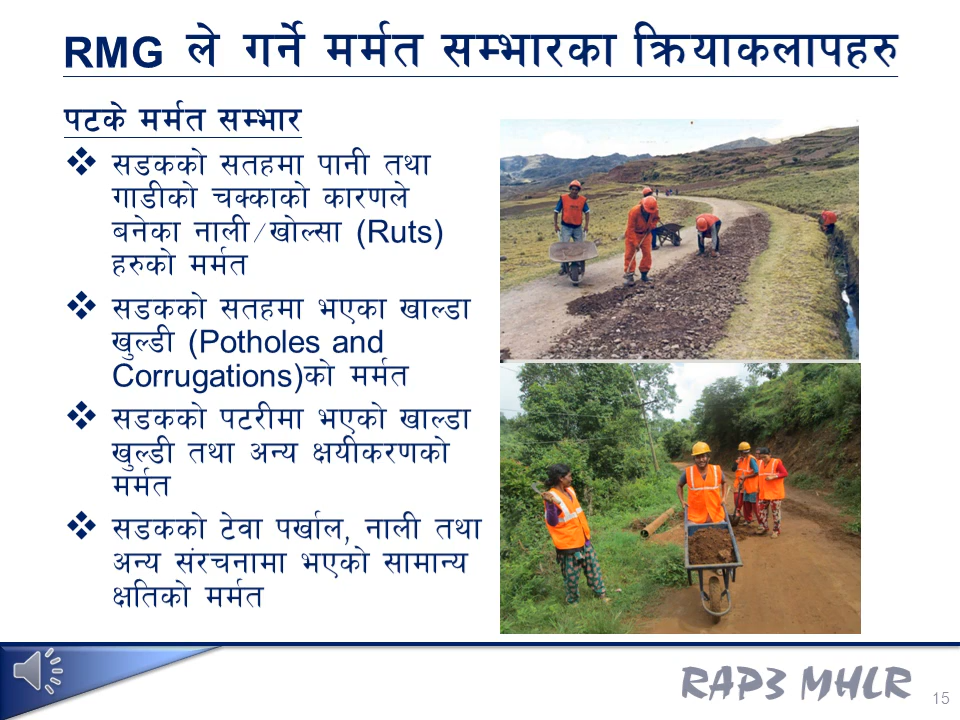 RMG ले गर्ने मर्मत सम्भारका क्रियाकलापहरु
पटके मर्मत सम्भार
❖ सडकको सतहमा पानी तथा
गाडीको चक्काको कारणले
बनेका नाली/खोल्सा (Ruts)
हरुको मर्मत
❖ सडकको सतहमा भएका खाल्डा
खुल्डी (Potholes and
Corrugations)को मर्मत
❖ सडकको पटरीमा भएको खाल्डा
खुल्डी तथा अन्य क्षयीकरणको
मर्मत
❖ सडकको टेवा पर्खाल, नाली तथा
अन्य संरचनामा भएको सामान्य
क्षतिको मर्मत
RAP3 MHLR
15